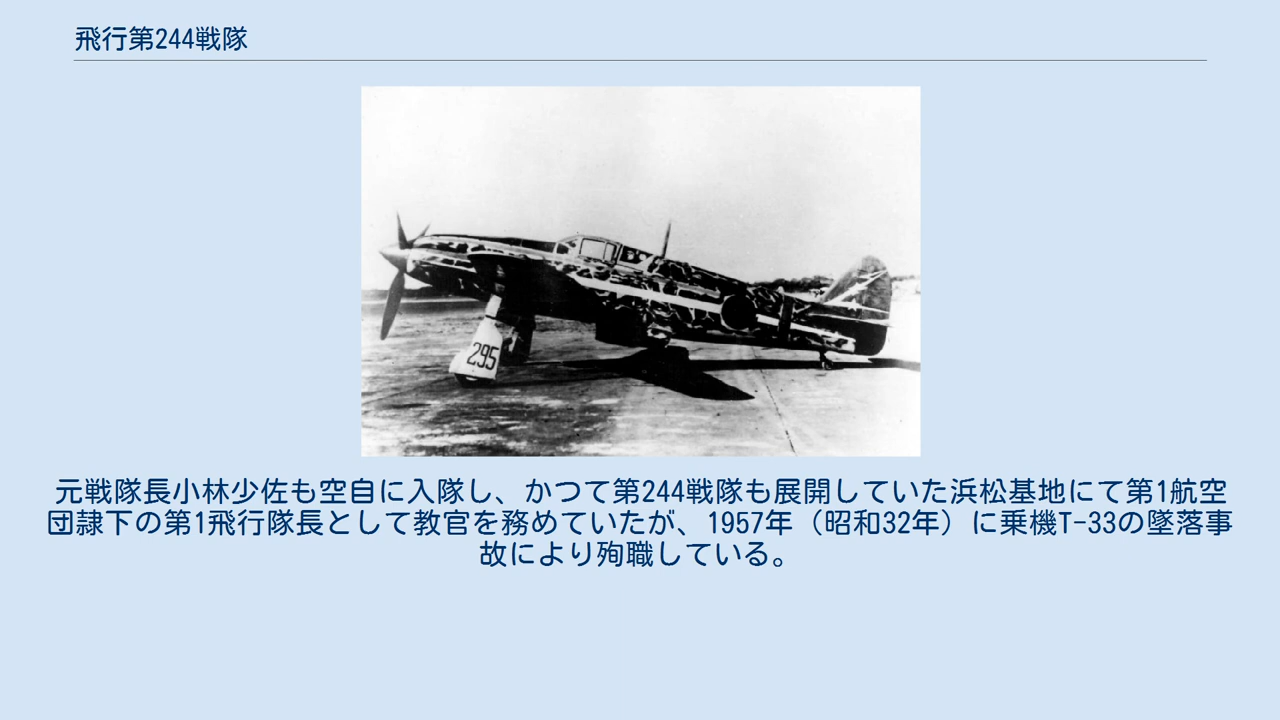 飛行第244戦隊
295
元戦隊長小林少佐も空自に入隊し、かつて第244戦隊も展開していた浜松基地にて第1航空
団隷下の第1飛行隊長として教官を務めていたが、1957年（昭和32年）に乗機T-33の墜落事
故により殉職している。